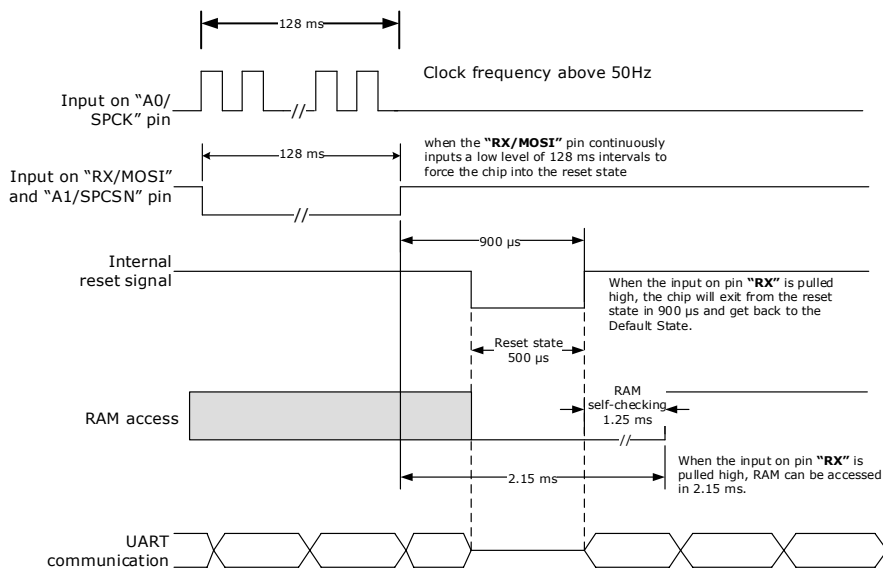 128 ms
Clock frequency above 50Hz
Input on “A0/
SPCK” pin
//
when the “RX/MOSI” pin continuously
inputs a low level of 128 ms intervals to
force the chip into the reset state
128 ms
Input on “RX/MOSI”
and “A1/SPCSN” pin
//
900 µs
Internal
reset signal
When the input on pin “RX” is pulled
high, the chip will exit from the reset
state in 900 µs and get back to the
Default State.
Reset state
500 µs
RAM
self-checking
1.25 ms
RAM access
//
2.15 ms
When the input on pin “RX” is
pulled high, RAM can be accessed
in 2.15 ms.
UART
communication